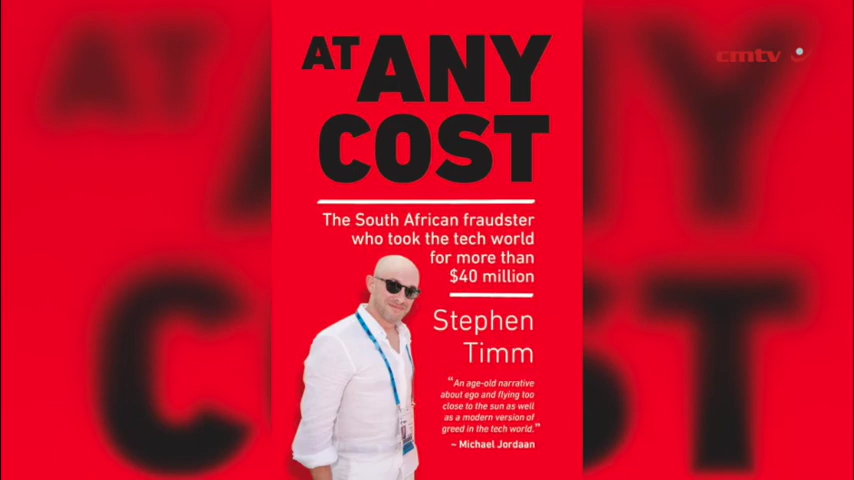 AT ANY
COST
cmtv
The South African fraudster
who took the tech world
for more than
$40 million
Stephen
Timm
"An age-old narrative
about ego and flying too
close to the sun as well
as a modern version of
greed in the tech world."
~ Michael Jordaan